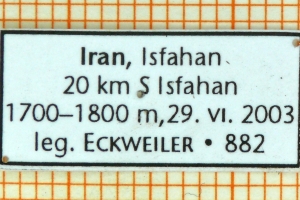 Iran, Isfahan
20 km S Isfahan
1700–1800 m,29. VI. 2003
leg. ECKWEILER • 882